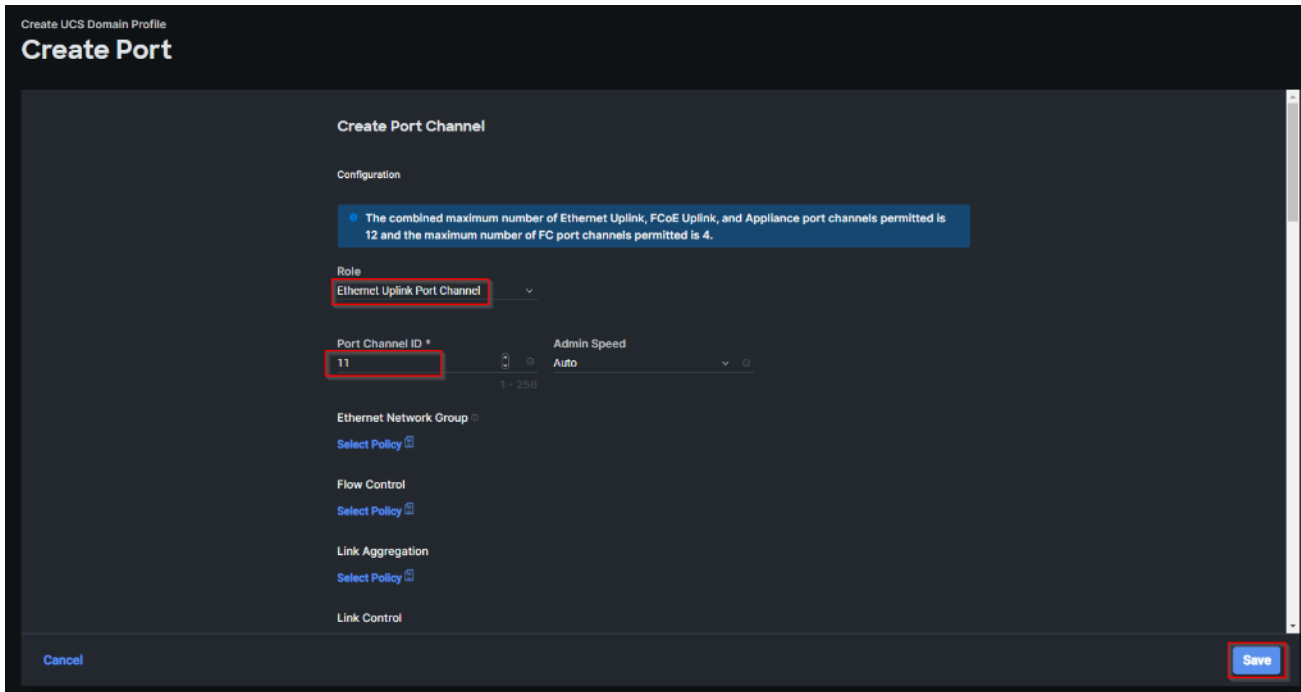 Create UCS Domain Profile
Create Port
Create Port Channel
Configuration
The combined maximum number of Ethernet Uplink, FCoE Uplink, and Appliance port channels permitted is
12 and the maximum number of FC port channels permitted is 4.
Role
Ethernet Uplink Port Channel
Port Channel ID * Admin Speed
11 Auto
1 - 256
Ethernet Network Group
Select Policy
Flow Control
Select Policy
Link Aggregation
Select Policy
Link Control
Cancel Save